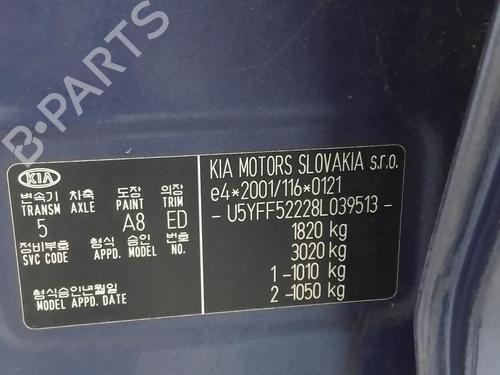 B-PARTS
KIA
변속기 차축 도장 의장
TRANSM AXLE PAINT TRIM
5 A8 ED
정비부호 형식 승인 번호
SVC CODE APPD. MODEL NO.
형식승인년월일
MODEL APPD. DATE
KIA MOTORS SLOVAKIA s.r.o.
e4*2001/116*0121
- U5YFF52228L039513 -
1820 kg
3020 kg
1 -1010 kg
2 -1050 kg